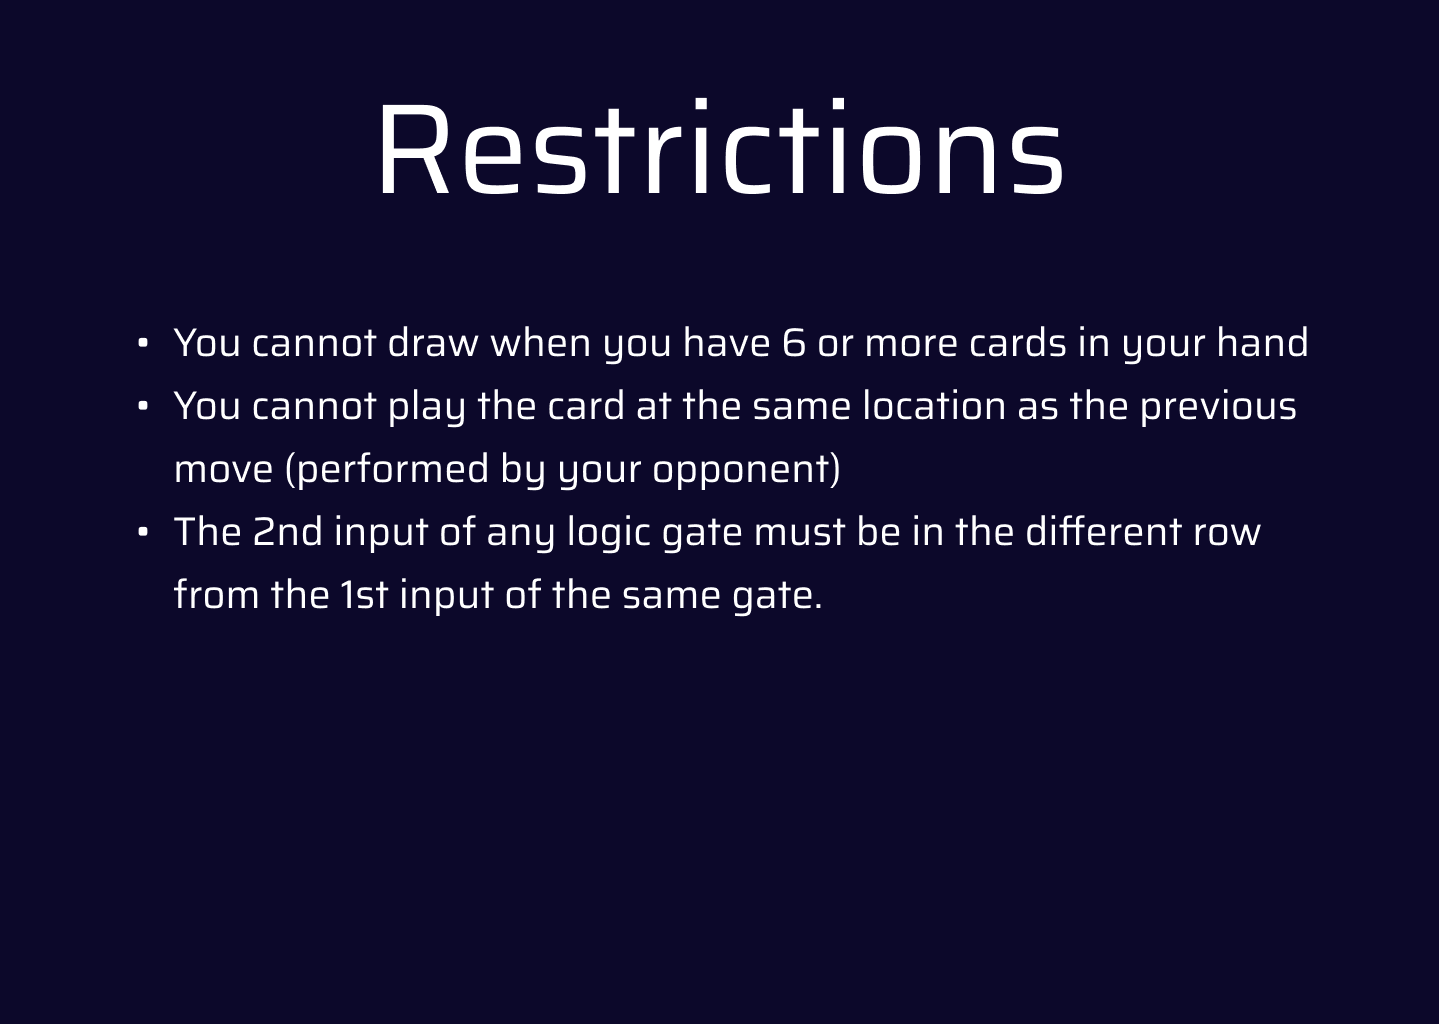 Restrictions
• You cannot draw when you have 6 or more cards in your hand
• You cannot play the card at the same location as the previous
move (performed by your opponent)
• The 2nd input of any logic gate must be in the different row
from the 1st input of the same gate.